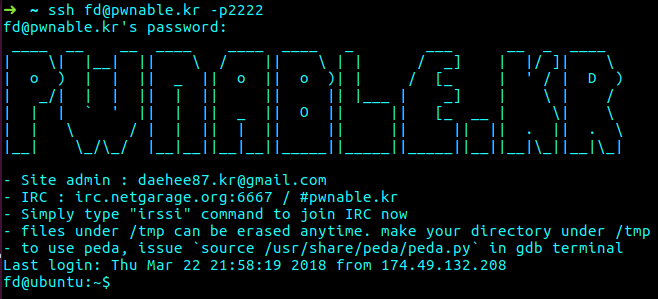 ➜ ~ ssh fd@pwnable.kr -p2222
fd@pwnable.kr's password:
PWNABLE.KR
- Site admin : daehee87.kr@gmail.com
- IRC : irc.netgarage.org:6667 / #pwnable.kr
- Simply type "irssi" command to join IRC now
- files under /tmp can be erased anytime. make your directory under /tmp
- to use peda, issue `source /usr/share/peda/peda.py` in gdb terminal
Last login: Thu Mar 22 21:58:19 2018 from 174.49.132.208
fd@ubuntu:~$